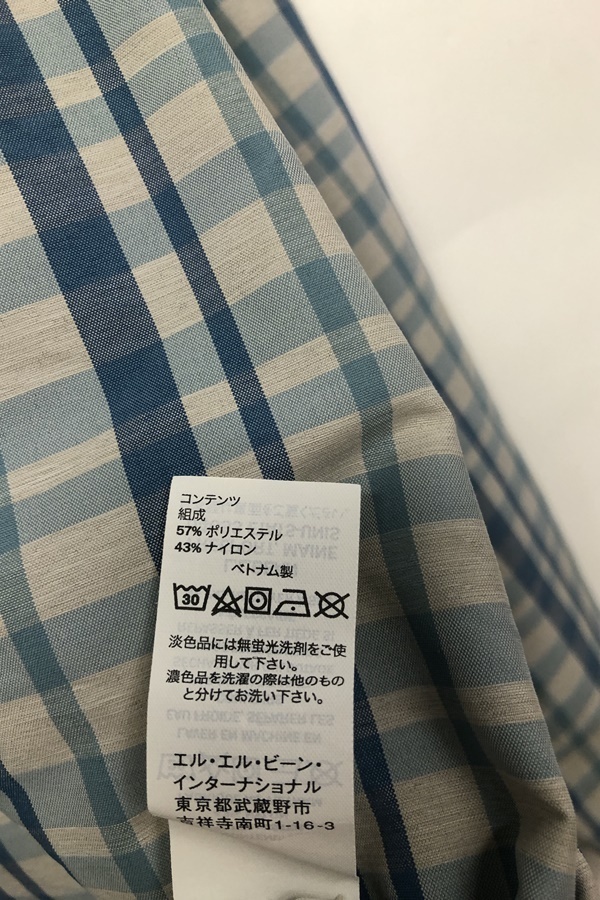 コンテンツ
組成
57% ポリエステル
43% ナイロン
ベトナム製
30
淡色品には無蛍光洗剤をご使
用して下さい。
濃色品を洗濯の際は他のもの
と分けてお洗い下さい。
エル・エル・ビーン・
インターナショナル
東京都武蔵野市
吉祥寺南町1-16-3